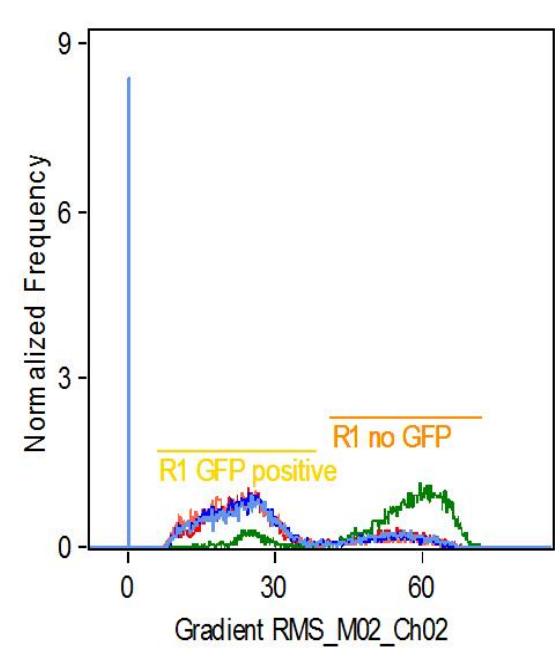 9
6
3
0
Normalized Frequency
R1 no GFP
R1 GFP positive
0 30 60
Gradient RMS_M02_Ch02